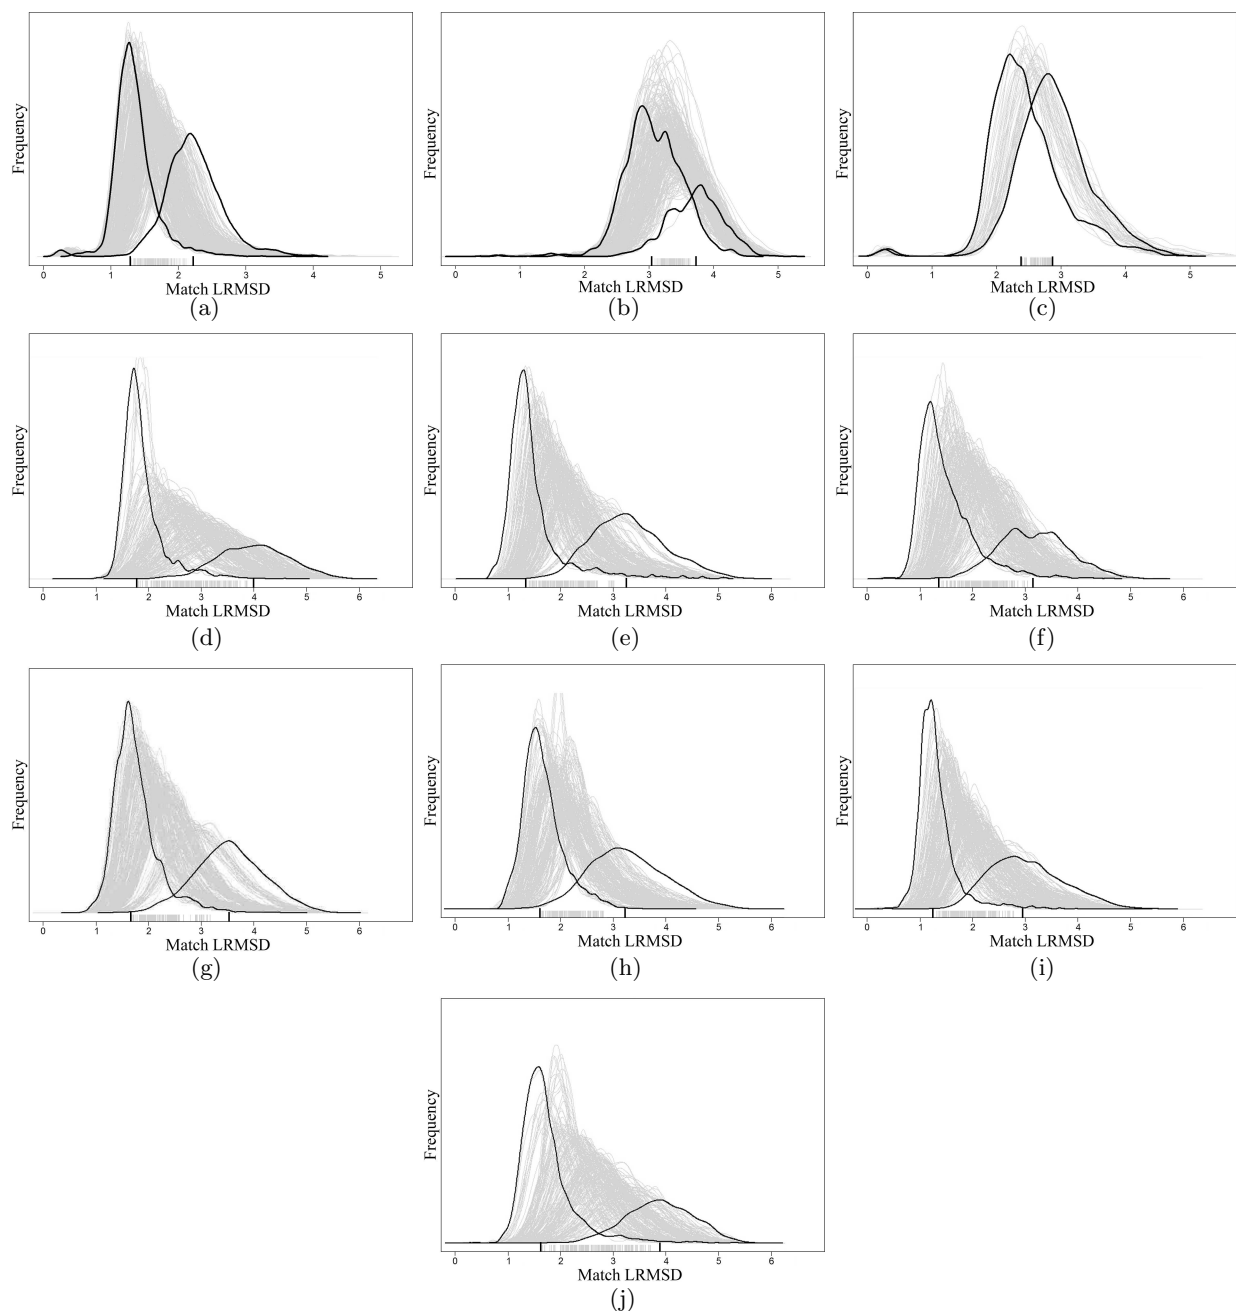 Frequency
0 1 2 3 4 5
Match LRMSD
(a)
Frequency
0 1 2 3 4 5
Match LRMSD
(b)
Frequency
0 1 2 3 4 5
Match LRMSD
(c)
Frequency
0 1 2 3 4 5 6
Match LRMSD
(d)
Frequency
0 1 2 3 4 5 6
Match LRMSD
(e)
Frequency
0 1 2 3 4 5 6
Match LRMSD
(f)
Frequency
0 1 2 3 4 5 6
Match LRMSD
(g)
Frequency
0 1 2 3 4 5 6
Match LRMSD
(h)
Frequency
0 1 2 3 4 5 6
Match LRMSD
(i)
Frequency
0 1 2 3 4 5 6
Match LRMSD
(j)